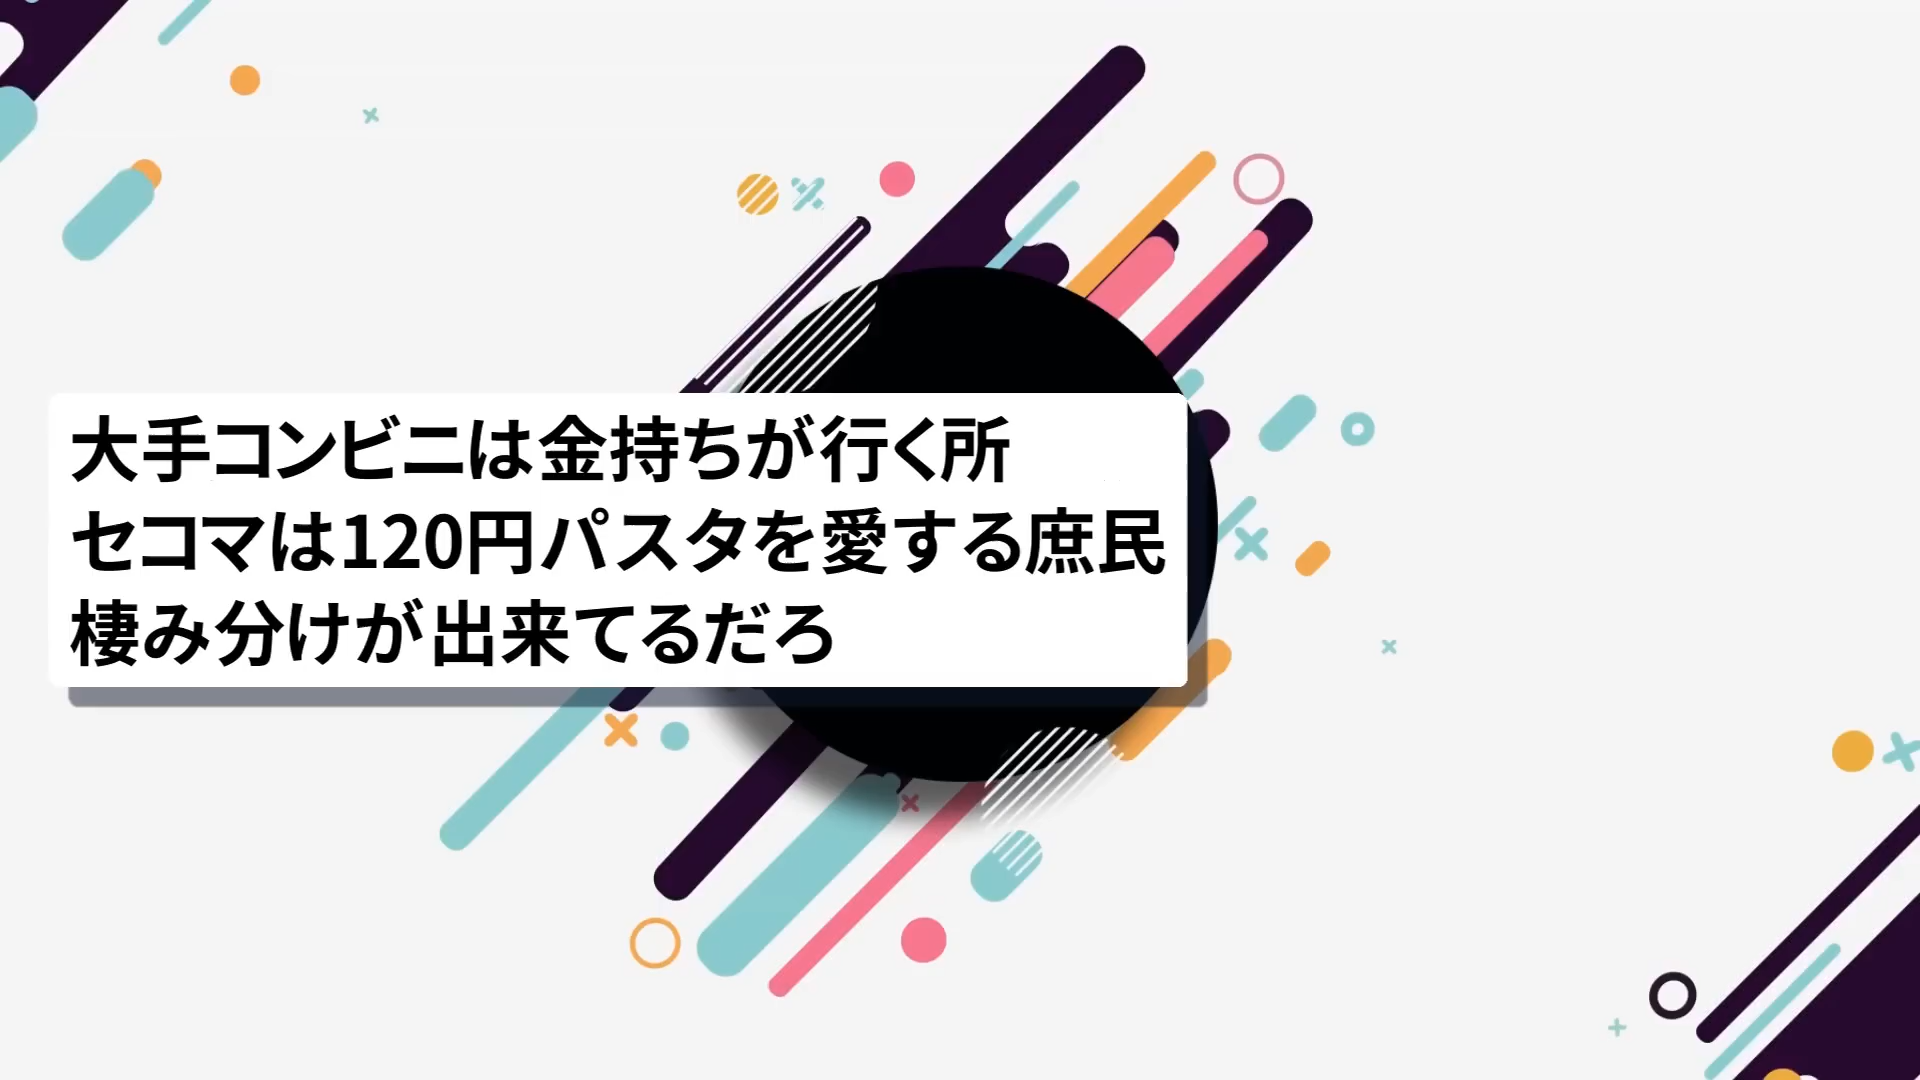 大手コンビニは金持ちが行く所
セコマは120円パスタを愛する庶民
棲み分けが出来てるだろ